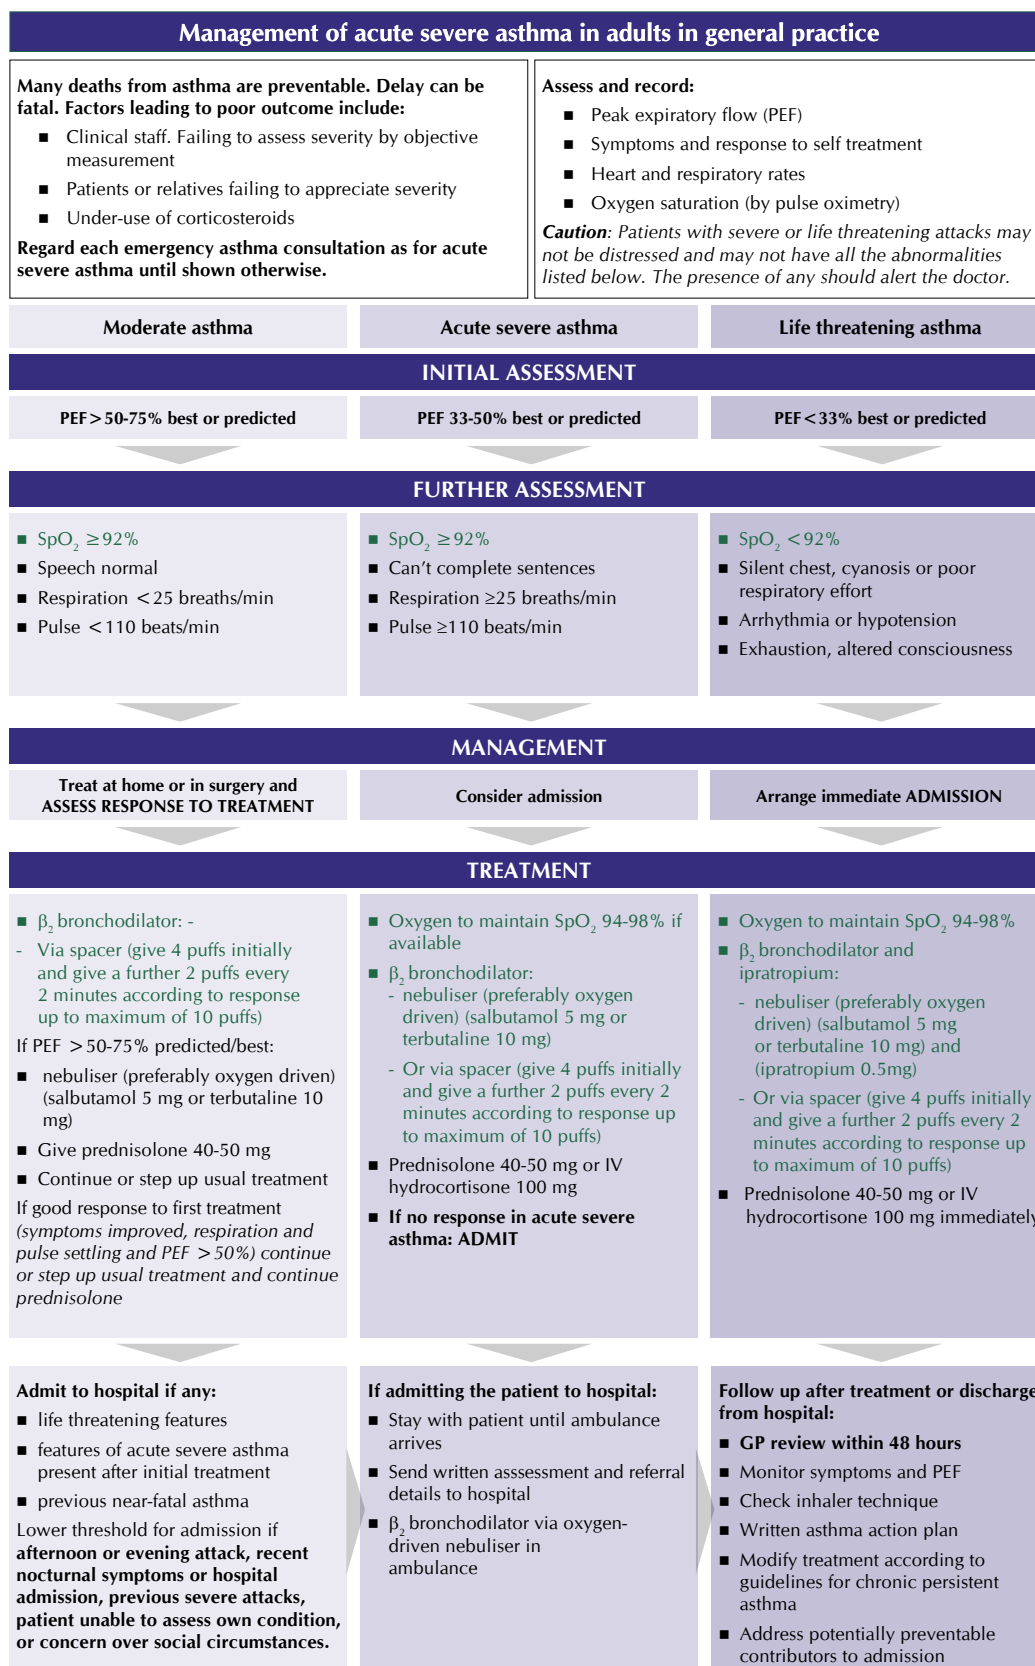 Management of acute severe asthma in adults in general practice
Many deaths from asthma are preventable. Delay can be
fatal. Factors leading to poor outcome include:
■ Clinical staff. Failing to assess severity by objective
measurement
■ Patients or relatives failing to appreciate severity
■ Under-use of corticosteroids
Regard each emergency asthma consultation as for acute
severe asthma until shown otherwise.
Assess and record:
■ Peak expiratory flow (PEF)
■ Symptoms and response to self treatment
■ Heart and respiratory rates
■ Oxygen saturation (by pulse oximetry)
Caution: Patients with severe or life threatening attacks may
not be distressed and may not have all the abnormalities
listed below. The presence of any should alert the doctor.
Moderate asthma
Acute severe asthma
Life threatening asthma
INITIAL ASSESSMENT
PEF>50-75% best or predicted
PEF 33-50% best or predicted
PEF<33% best or predicted
FURTHER ASSESSMENT
■ SpO₂ ≥92%
■ Speech normal
■ Respiration <25 breaths/min
■ Pulse <110 beats/min
■ SpO₂ ≥92%
■ Can't complete sentences
■ Respiration ≥25 breaths/min
■ Pulse ≥110 beats/min
■ SpO₂ <92%
■ Silent chest, cyanosis or poor
respiratory effort
■ Arrhythmia or hypotension
■ Exhaustion, altered consciousness
MANAGEMENT
Treat at home or in surgery and
ASSESS RESPONSE TO TREATMENT
Consider admission
Arrange immediate ADMISSION
TREATMENT
■ β₂ bronchodilator: -
- Via spacer (give 4 puffs initially
and give a further 2 puffs every
2 minutes according to response
up to maximum of 10 puffs)
If PEF >50-75% predicted/best:
■ nebuliser (preferably oxygen driven)
(salbutamol 5 mg or terbutaline 10
mg)
■ Give prednisolone 40-50 mg
■ Continue or step up usual treatment
If good response to first treatment
(symptoms improved, respiration and
pulse settling and PEF >50%) continue
or step up usual treatment and continue
prednisolone
■ Oxygen to maintain SpO₂ 94-98% if
available
■ β₂ bronchodilator:
- nebuliser (preferably oxygen
driven) (salbutamol 5 mg or
terbutaline 10 mg)
- Or via spacer (give 4 puffs initially
and give a further 2 puffs every 2
minutes according to response up
to maximum of 10 puffs)
■ Prednisolone 40-50 mg or IV
hydrocortisone 100 mg
■ If no response in acute severe
asthma: ADMIT
■ Oxygen to maintain SpO₂ 94-98%
■ β₂ bronchodilator and
ipratropium:
- nebuliser (preferably oxygen
driven) (salbutamol 5 mg
or terbutaline 10 mg) and
(ipratropium 0.5mg)
- Or via spacer (give 4 puffs initially
and give a further 2 puffs every 2
minutes according to response up
to maximum of 10 puffs)
■ Prednisolone 40-50 mg or IV
hydrocortisone 100 mg immediately
Admit to hospital if any:
■ life threatening features
■ features of acute severe asthma
present after initial treatment
■ previous near-fatal asthma
Lower threshold for admission if
afternoon or evening attack, recent
nocturnal symptoms or hospital
admission, previous severe attacks,
patient unable to assess own condition,
or concern over social circumstances.
If admitting the patient to hospital:
■ Stay with patient until ambulance
arrives
■ Send written asssessment and referral
details to hospital
■ β₂ bronchodilator via oxygen-
driven nebuliser in
ambulance
Follow up after treatment or discharge
from hospital:
■ GP review within 48 hours
■ Monitor symptoms and PEF
■ Check inhaler technique
■ Written asthma action plan
■ Modify treatment according to
guidelines for chronic persistent
asthma
■ Address potentially preventable
contributors to admission